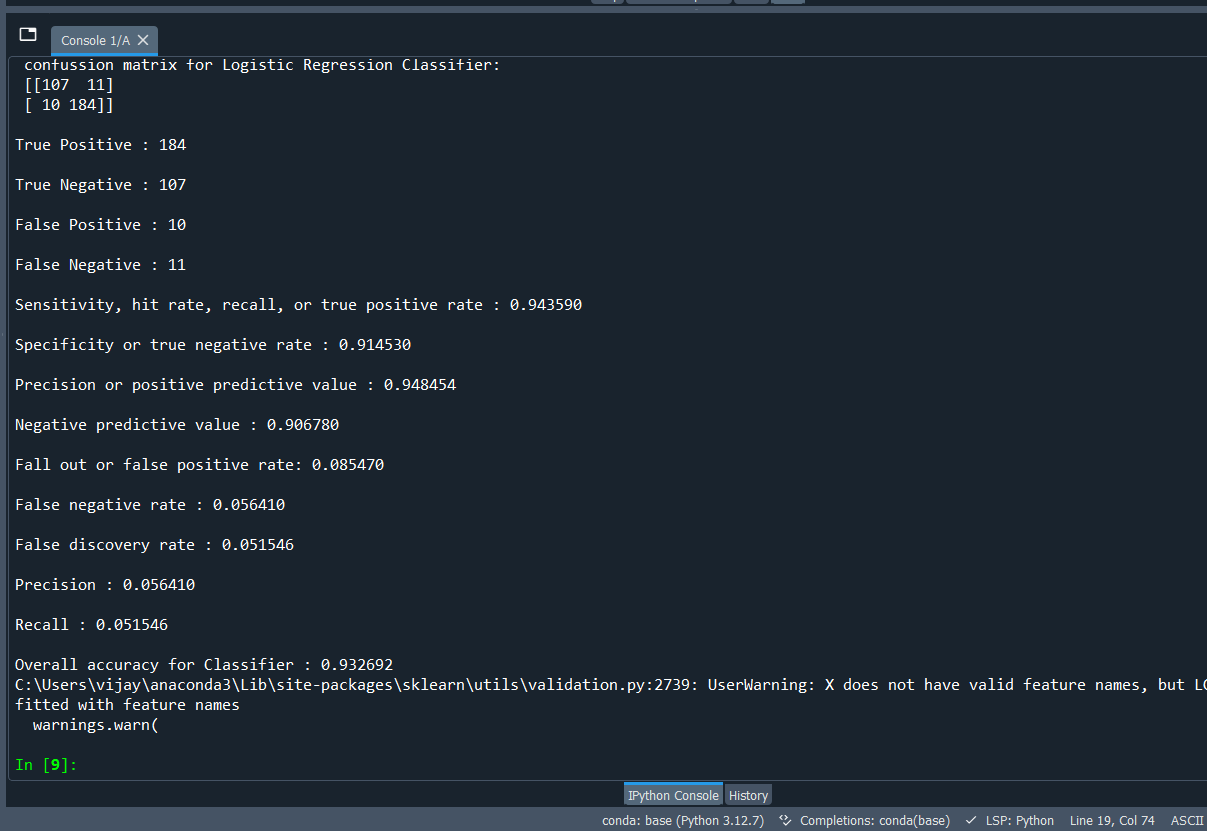 Console 1/A
confussion matrix for Logistic Regression Classifier:
[[107  11]
[ 10 184]]
True Positive : 184
True Negative : 107
False Positive : 10
False Negative : 11
Sensitivity, hit rate, recall, or true positive rate : 0.943590
Specificity or true negative rate : 0.914530
Precision or positive predictive value : 0.948454
Negative predictive value : 0.906780
Fall out or false positive rate: 0.085470
False negative rate : 0.056410
False discovery rate : 0.051546
Precision : 0.056410
Recall : 0.051546
Overall accuracy for Classifier : 0.932692
C:\Users\vijay\anaconda3\Lib\site-packages\sklearn\utils\validation.py:2739: UserWarning: X does not have valid feature names, but
fitted with feature names
warnings.warn(
In [9]:
IPython Console History
conda: base (Python 3.12.7) Completions: conda(base) LSP: Python Line 19, Col 74 ASCII